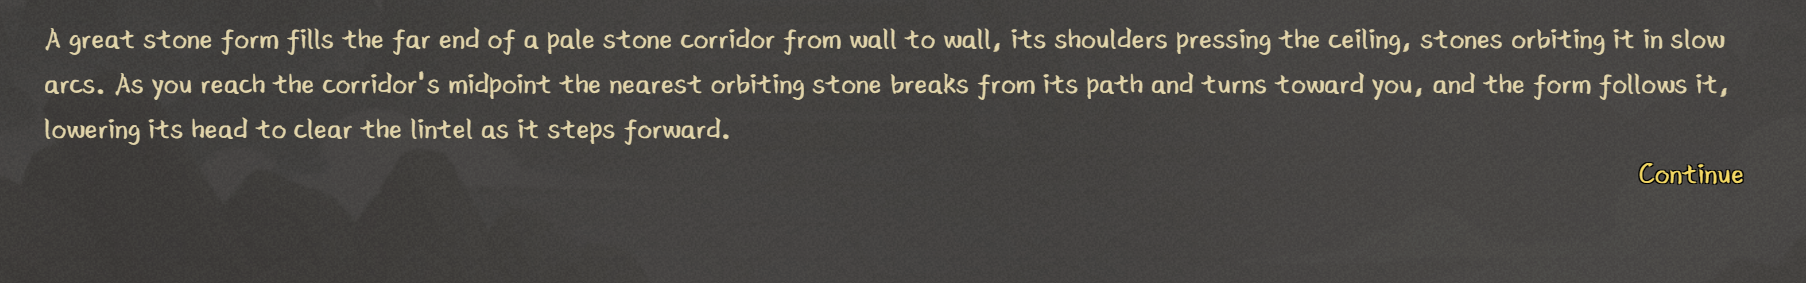 A great stone form fills the far end of a pale stone corridor from wall to wall, its shoulders pressing the ceiling, stones orbiting it in slow
arcs. As you reach the corridor's midpoint the nearest orbiting stone breaks from its path and turns toward you, and the form follows it,
lowering its head to clear the lintel as it steps forward.
Continue